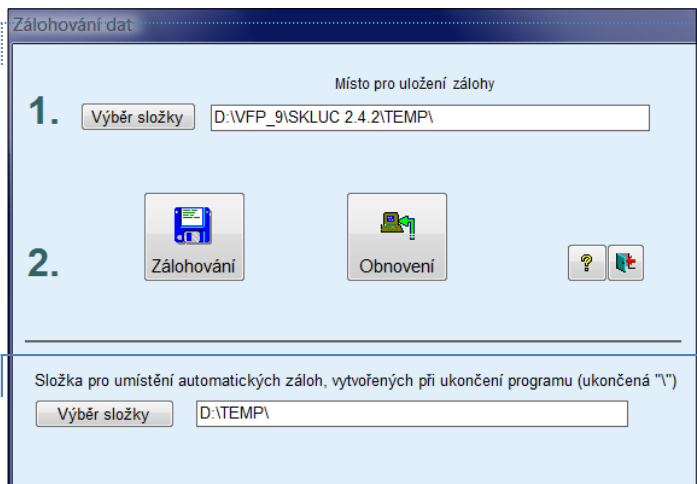 Zálohování dat
Místo pro uložení zálohy
1. Výběr složky D:\VFP_9\SKLUC 2.4.2\TEMP\
2. Zálohování Obnovení ?
Složka pro umístění automatických záloh, vytvořených při ukončení programu (ukončená "\")
Výběr složky D:\TEMP\